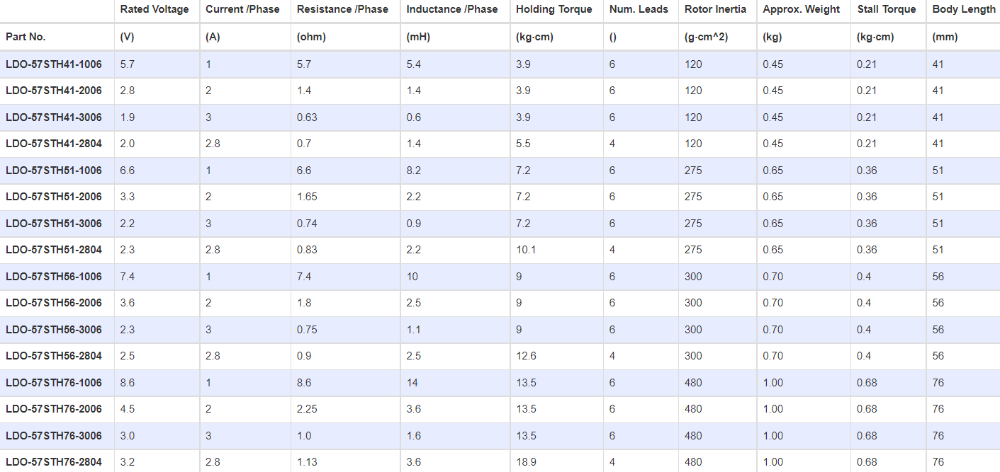 Rated Voltage Current /Phase Resistance /Phase Inductance /Phase Holding Torque Num. Leads Rotor Inertia Approx. Weight Stall Torque Body Length
Part No. (V) (A) (ohm) (mH) (kg·cm) () (g·cm^2) (kg) (kg·cm) (mm)
LDO-57STH41-1006 5.7 1 5.7 5.4 3.9 6 120 0.45 0.21 41
LDO-57STH41-2006 2.8 2 1.4 1.4 3.9 6 120 0.45 0.21 41
LDO-57STH41-3006 1.9 3 0.63 0.6 3.9 6 120 0.45 0.21 41
LDO-57STH41-2804 2.0 2.8 0.7 1.4 5.5 4 120 0.45 0.21 41
LDO-57STH51-1006 6.6 1 6.6 8.2 7.2 6 275 0.65 0.36 51
LDO-57STH51-2006 3.3 2 1.65 2.2 7.2 6 275 0.65 0.36 51
LDO-57STH51-3006 2.2 3 0.74 0.9 7.2 6 275 0.65 0.36 51
LDO-57STH51-2804 2.3 2.8 0.83 2.2 10.1 4 275 0.65 0.36 51
LDO-57STH56-1006 7.4 1 7.4 10 9 6 300 0.70 0.4 56
LDO-57STH56-2006 3.6 2 1.8 2.5 9 6 300 0.70 0.4 56
LDO-57STH56-3006 2.3 3 0.75 1.1 9 6 300 0.70 0.4 56
LDO-57STH56-2804 2.5 2.8 0.9 2.5 12.6 4 300 0.70 0.4 56
LDO-57STH76-1006 8.6 1 8.6 14 13.5 6 480 1.00 0.68 76
LDO-57STH76-2006 4.5 2 2.25 3.6 13.5 6 480 1.00 0.68 76
LDO-57STH76-3006 3.0 3 1.0 1.6 13.5 6 480 1.00 0.68 76
LDO-57STH76-2804 3.2 2.8 1.13 3.6 18.9 4 480 1.00 0.68 76